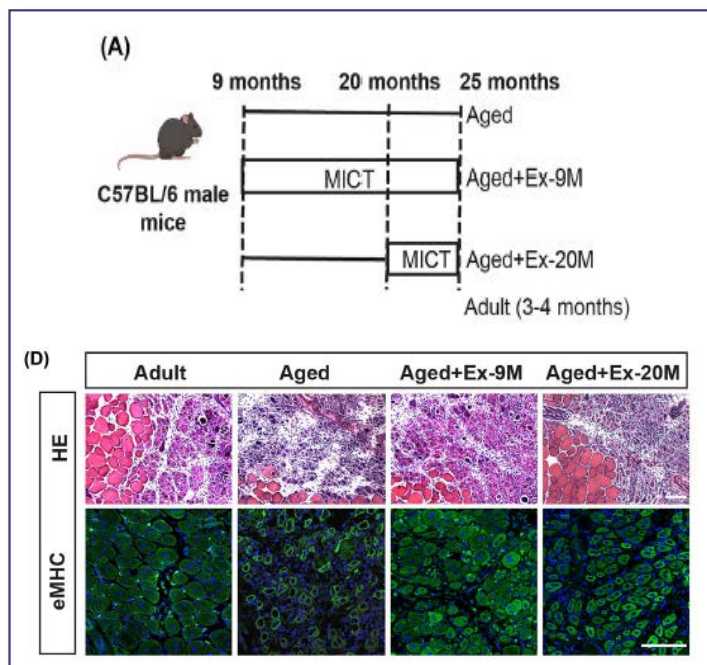 (A)
9 months 20 months 25 months
Aged
MICT Aged+Ex-9M
C57BL/6 male
mice
MICT Aged+Ex-20M
Adult (3-4 months)
(D)
Adult Aged Aged+Ex-9M Aged+Ex-20M
HE
eMHC